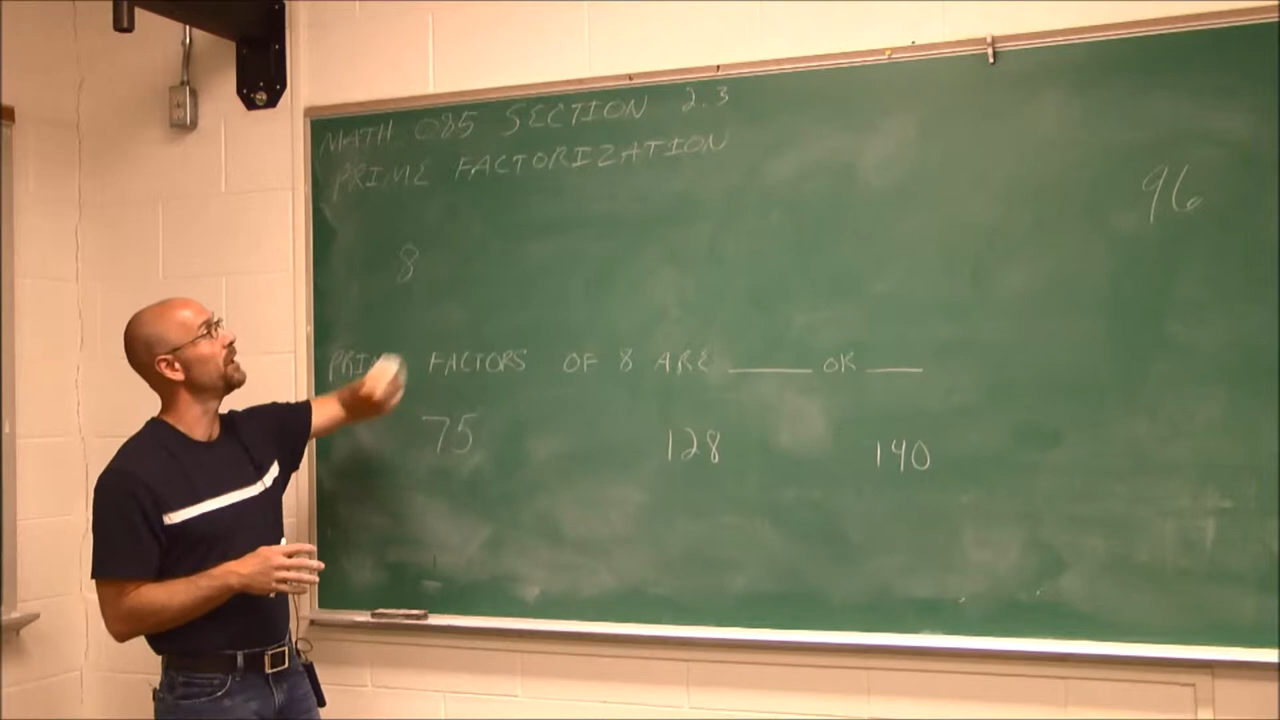 MATH 085 SECTION 2.3
PRIME FACTORIZATION
96
8
PRIME FACTORS OF 8 ARE ______ OR ____
75 128 140